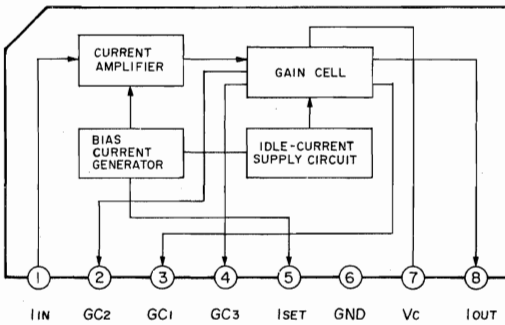 CURRENT
AMPLIFIER
GAIN CELL
BIAS
CURRENT
GENERATOR
IDLE-CURRENT
SUPPLY CIRCUIT
1 2 3 4 5 6 7 8
IIN GC2 GC1 GC3 ISET GND VC IOUT